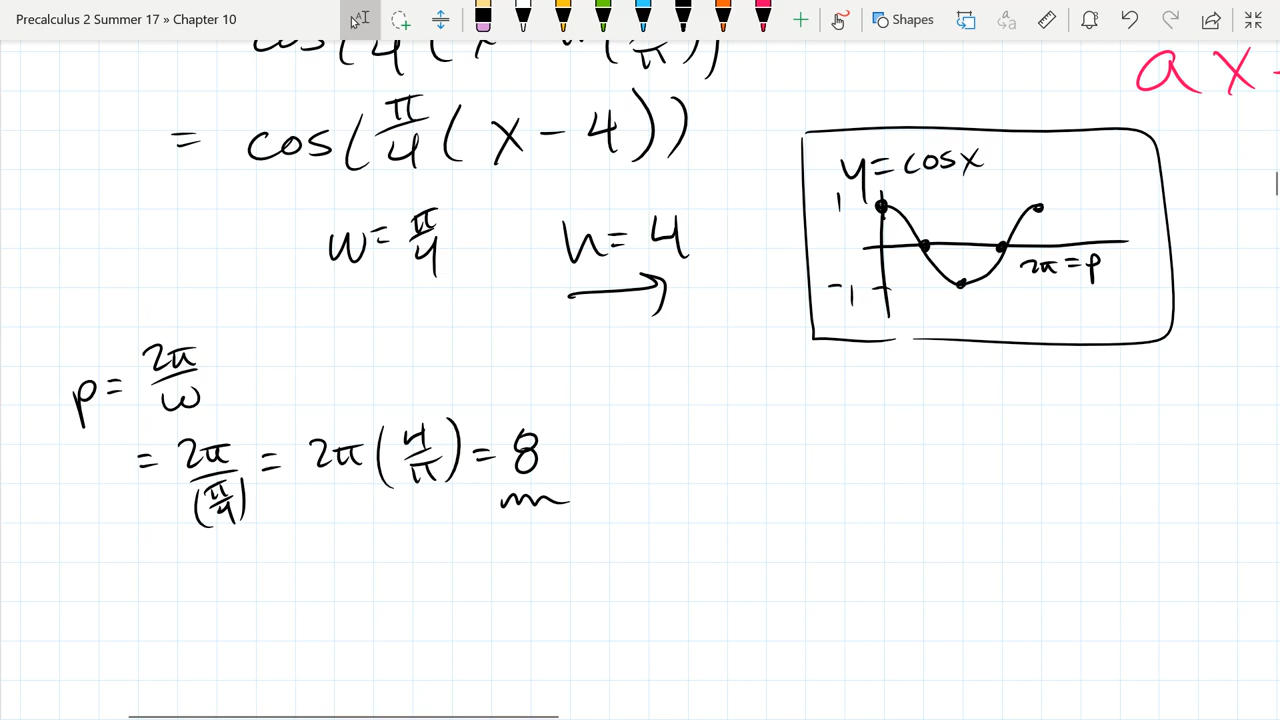 Precalculus 2 Summer 17 » Chapter 10
Shapes
a x
= cos(π/4(x - 4))
y = cosx
1
-1
2π = p
w = π/4
h = 4
p = 2π/w
= 2π/(π/4) = 2π(4/π) = 8